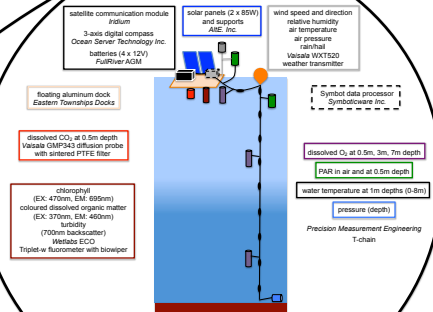 satellite communication module
Iridium
3-axis digital compass
Ocean Server Technology Inc.
batteries (4 x 12V)
FullRiver AGM
solar panels (2 x 85W)
and supports
AltE. Inc.
wind speed and direction
relative humidity
air temperature
air pressure
rain/hail
Vaisala WXT520
weather transmitter
floating aluminum dock
Eastern Townships Docks
Symbot data processor
Symboticware Inc.
dissolved CO₂ at 0.5m depth
Vaisala GMP343 diffusion probe
with sintered PTFE filter
dissolved O₂ at 0.5m, 3m, 7m depth
PAR in air and at 0.5m depth
water temperature at 1m depths (0-8m)
pressure (depth)
Precision Measurement Engineering
T-chain
chlorophyll
(EX: 470nm, EM: 695nm)
coloured dissolved organic matter
(EX: 370nm, EM: 460nm)
turbidity
(700nm backscatter)
Wetlabs ECO
Triplet-w fluorometer with biowiper